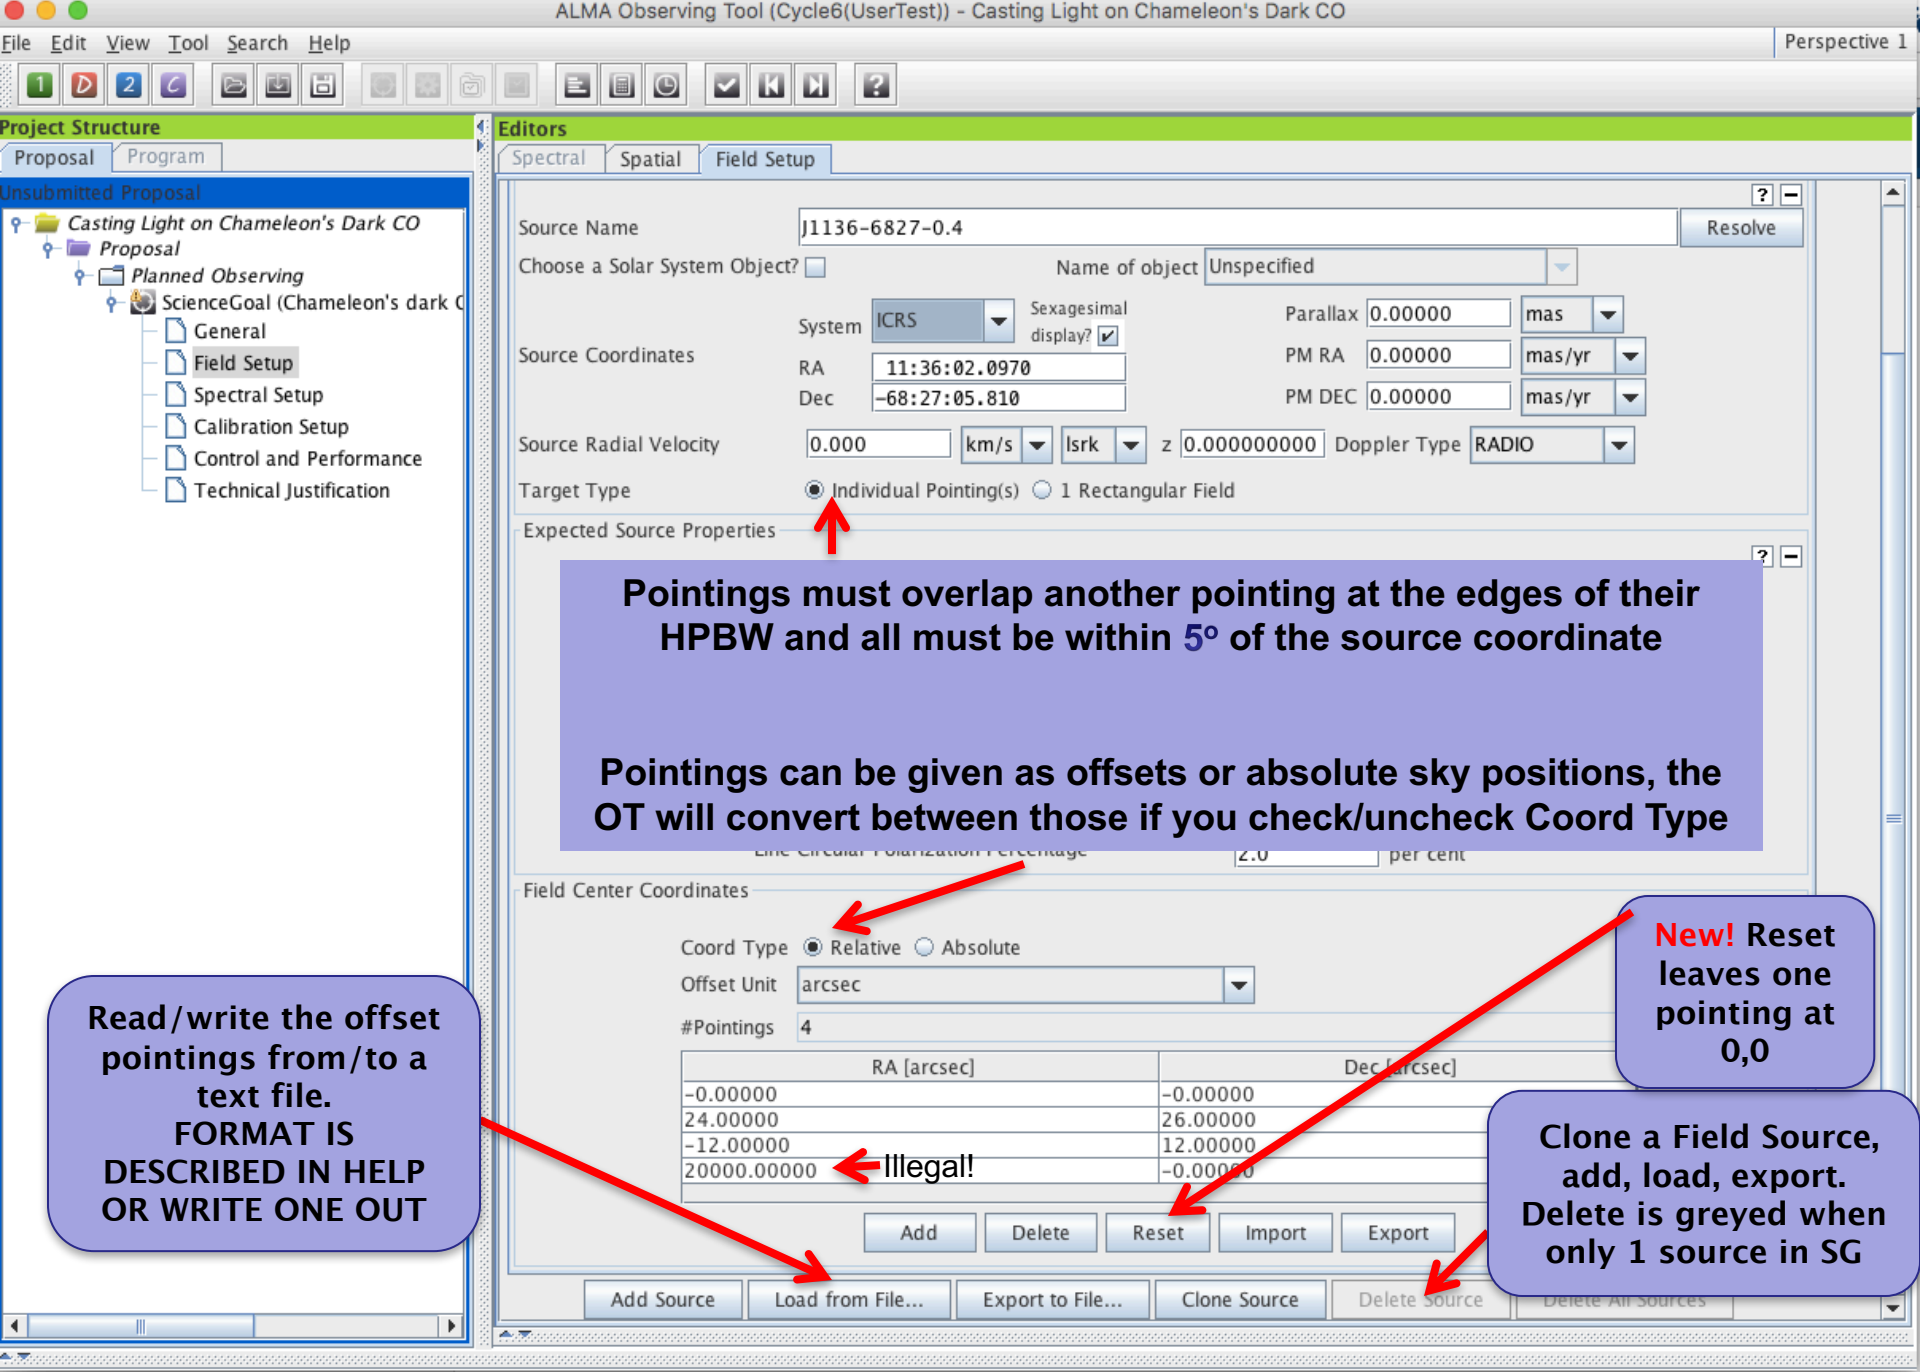 ALMA Observing Tool (Cycle6(UserTest)) - Casting Light on Chameleon's Dark CO
File Edit View Tool Search Help
Perspective 1
1 D 2 C
Project Structure
Proposal Program
Unsubmitted Proposal
Casting Light on Chameleon's Dark CO
Proposal
Planned Observing
ScienceGoal (Chameleon's dark C
General
Field Setup
Spectral Setup
Calibration Setup
Control and Performance
Technical Justification
Editors
Spectral Spatial Field Setup
? −
Source Name J1136-6827-0.4 Resolve
Choose a Solar System Object? Name of object Unspecified
Source Coordinates
System ICRS Sexagesimal display?
Parallax 0.00000 mas
RA 11:36:02.0970
PM RA 0.00000 mas/yr
Dec -68:27:05.810
PM DEC 0.00000 mas/yr
Source Radial Velocity 0.000 km/s lsrk z 0.000000000 Doppler Type RADIO
Target Type Individual Pointing(s) 1 Rectangular Field
Expected Source Properties
? −
Pointings must overlap another pointing at the edges of their
HPBW and all must be within 5º of the source coordinate
Pointings can be given as offsets or absolute sky positions, the
OT will convert between those if you check/uncheck Coord Type
Line Circular Polarization Percentage 2.0 per cent
Field Center Coordinates
Coord Type Relative Absolute
Offset Unit arcsec
#Pointings 4
RA [arcsec] Dec [arcsec]
-0.00000 -0.00000
24.00000 26.00000
-12.00000 12.00000
20000.00000 Illegal! -0.00000
Add Delete Reset Import Export
Add Source Load from File... Export to File... Clone Source Delete Source Delete All Sources
Read/write the offset
pointings from/to a
text file.
FORMAT IS
DESCRIBED IN HELP
OR WRITE ONE OUT
New! Reset
leaves one
pointing at
0,0
Clone a Field Source,
add, load, export.
Delete is greyed when
only 1 source in SG